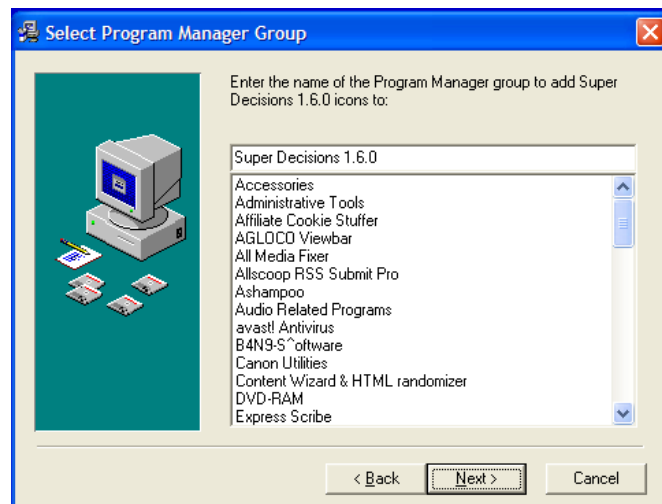 Select Program Manager Group
Enter the name of the Program Manager group to add Super
Decisions 1.6.0 icons to:
Super Decisions 1.6.0
Accessories
Administrative Tools
Affiliate Cookie Stuffer
AGLOCO Viewbar
All Media Fixer
Allscoop RSS Submit Pro
Ashampoo
Audio Related Programs
avast! Antivirus
B4N9-S^oftware
Canon Utilities
Content Wizard & HTML randomizer
DVD-RAM
Express Scribe
< Back
Next >
Cancel